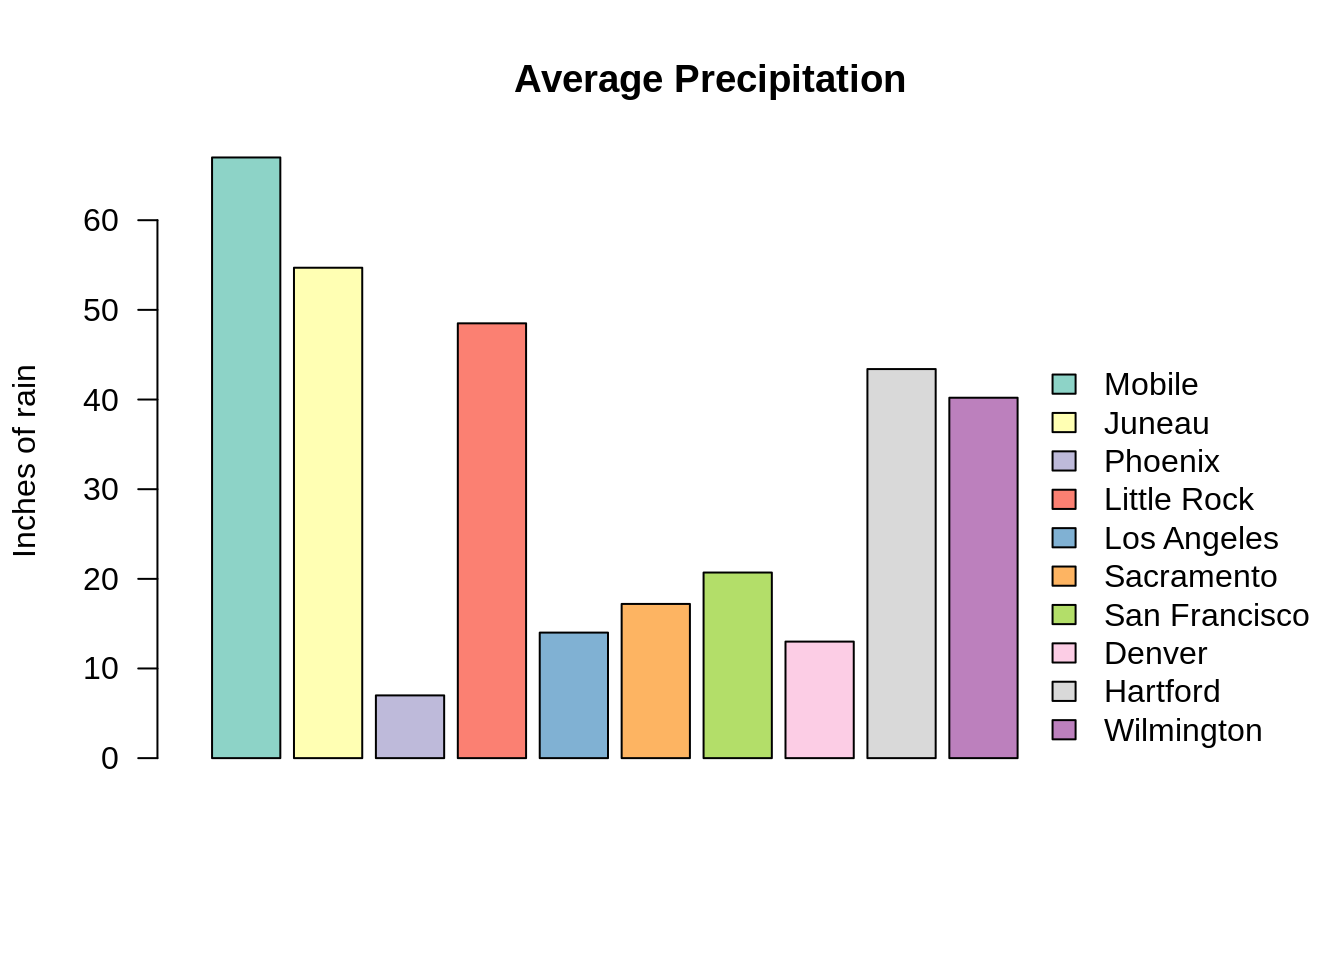 Average Precipitation
Inches of rain
60
50
40
30
20
10
0
Mobile
Juneau
Phoenix
Little Rock
Los Angeles
Sacramento
San Francisco
Denver
Hartford
Wilmington